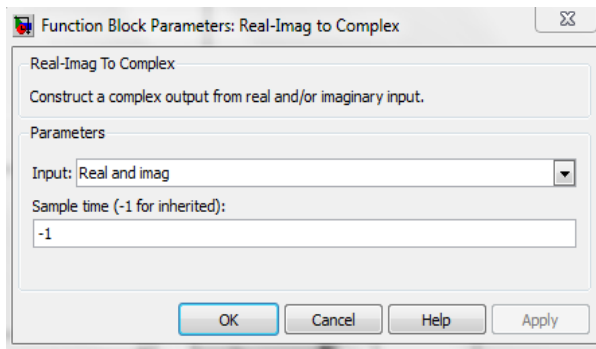 Function Block Parameters: Real-Imag to Complex
Real-Imag To Complex
Construct a complex output from real and/or imaginary input.
Parameters
Input: Real and imag
Sample time (-1 for inherited):
-1
OK Cancel Help Apply